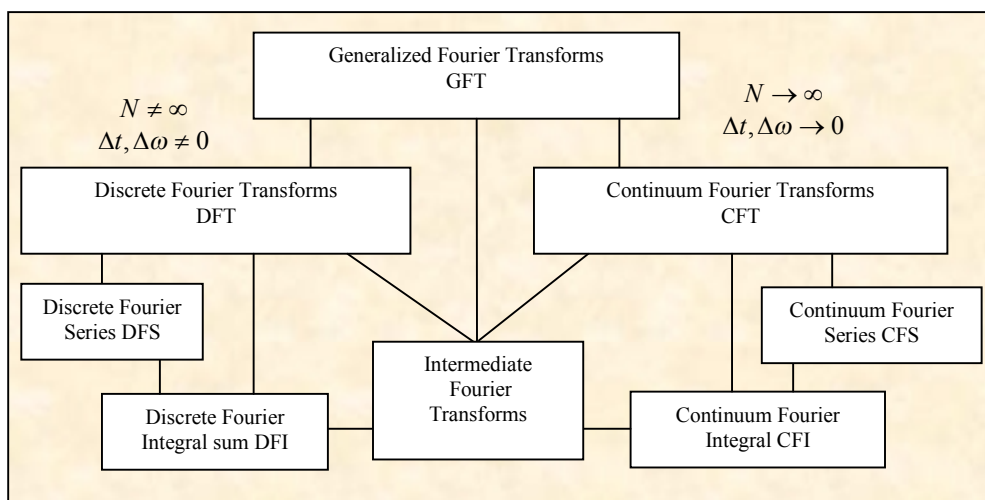 Generalized Fourier Transforms
GFT
N ≠ ∞
Δt, Δω ≠ 0
N → ∞
Δt, Δω → 0
Discrete Fourier Transforms
DFT
Continuum Fourier Transforms
CFT
Discrete Fourier
Series DFS
Continuum Fourier
Series CFS
Intermediate
Fourier
Transforms
Discrete Fourier
Integral sum DFI
Continuum Fourier
Integral CFI